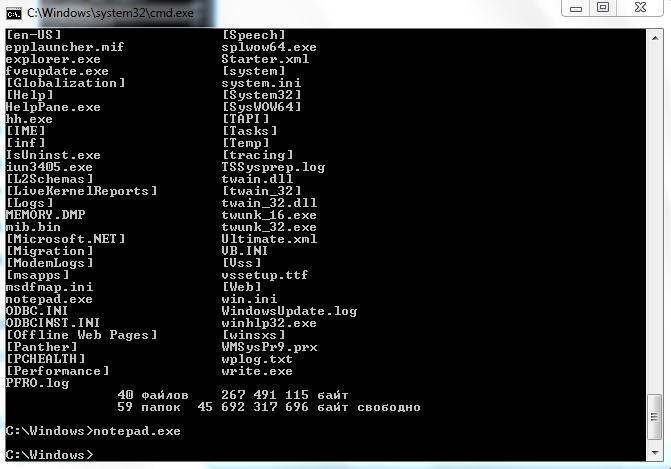 C:\Windows\system32\cmd.exe
[en-US] [Speech]
epplauncher.mif splwow64.exe
explorer.exe Starter.xml
fveupdate.exe [system]
[Globalization] system.ini
[Help] [System32]
HelpPane.exe [SysWOW64]
hh.exe [TAPI]
[IME] [Tasks]
[inf] [Temp]
IsUninst.exe [tracing]
iun3405.exe TSSysprep.log
[L2Schemas] twain.dll
[LiveKernelReports] [twain_32]
[Logs] twain_32.dll
MEMORY.DMP twunk_16.exe
mib.bin twunk_32.exe
[Microsoft.NET] Ultimate.xml
[Migration] VB.INI
[ModemLogs] [Vss]
[msapps] vssetup.ttf
msdfmap.ini [Web]
notepad.exe win.ini
ODBC.INI WindowsUpdate.log
ODBCINST.INI winhlp32.exe
[Offline Web Pages] [winsxs]
[Panther] WMSysPr9.prx
[PCHEALTH] wplog.txt
[Performance] write.exe
PFRO.log
40 файлов 267 491 115 байт
59 папок 45 692 317 696 байт свободно
C:\Windows>notepad.exe
C:\Windows>